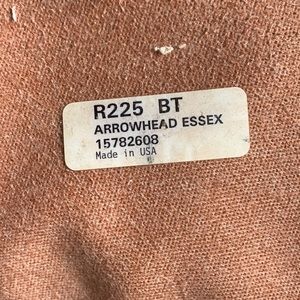 R225 BT
ARROWHEAD ESSEX
15782608
Made in USA